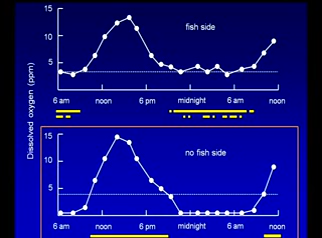 15
fish side
10
5
6 am noon 6 pm midnight 6 am noon
Dissolved oxygen (ppm)
15
no fish side
10
5
6 am noon 6 pm midnight 6 am noon